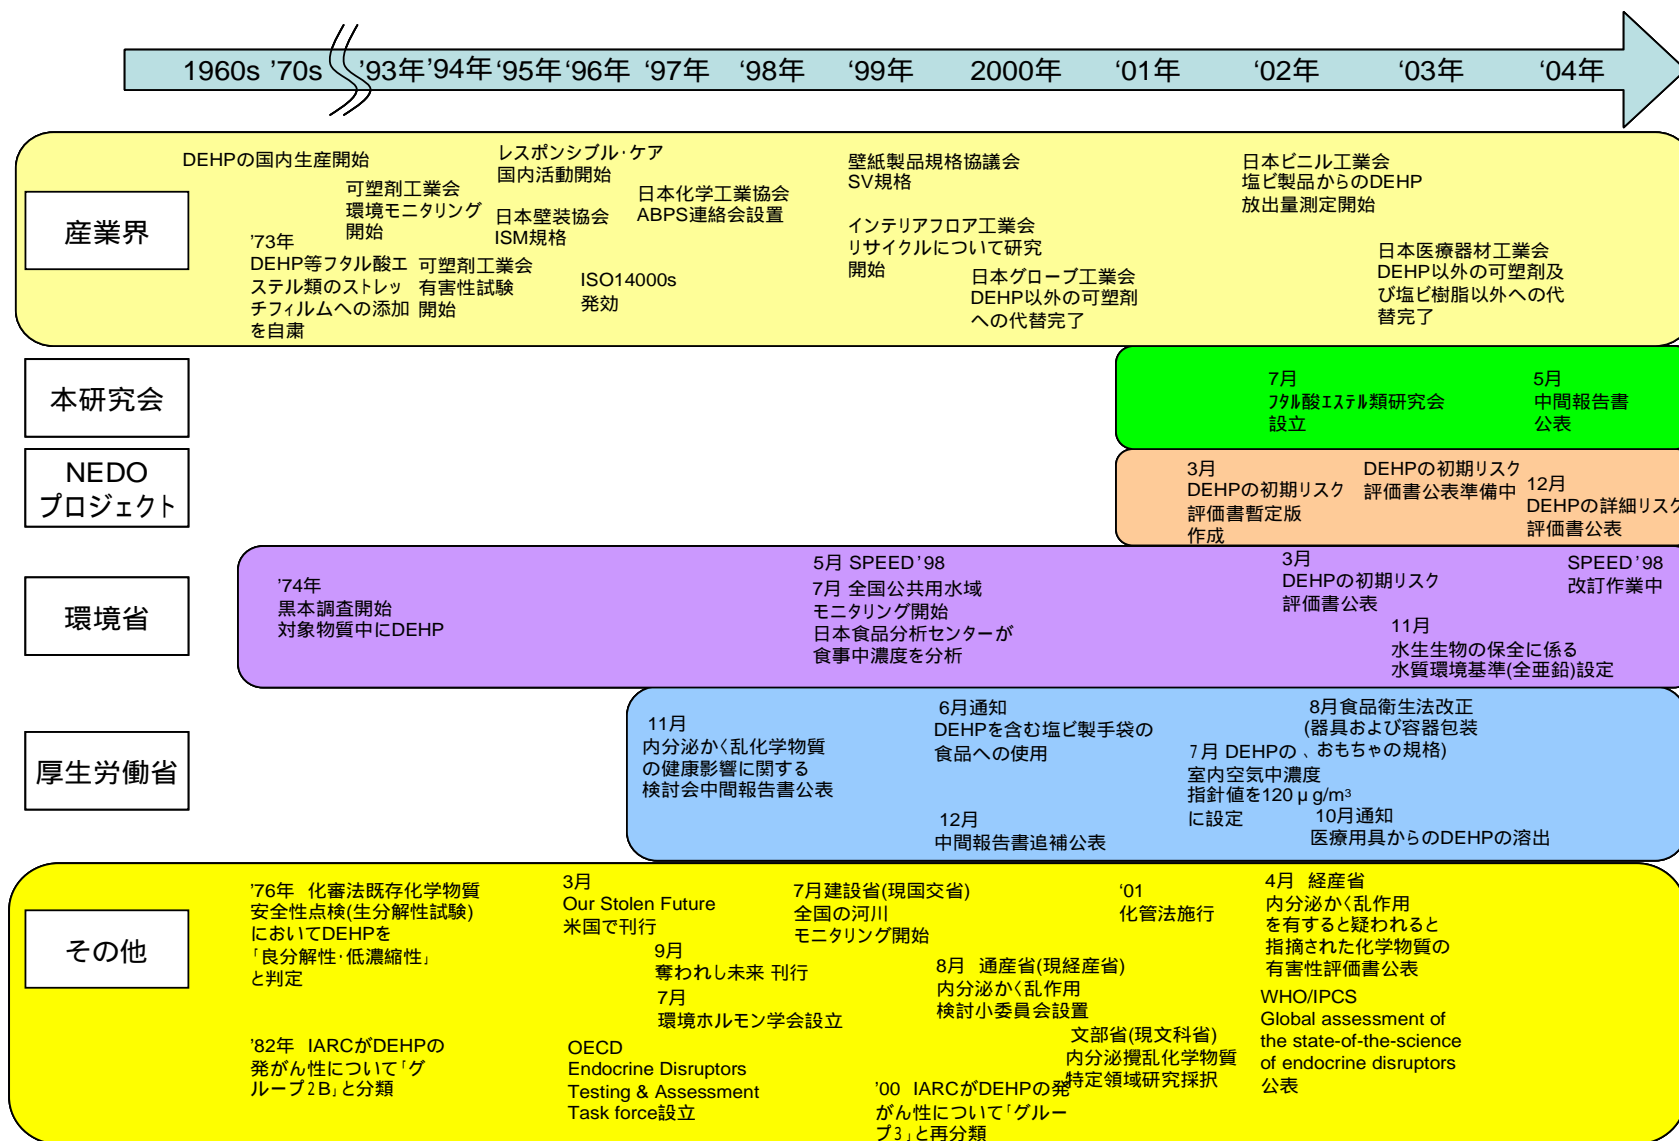 1960s '70s '93年 '94年 '95年 '96年 '97年 '98年 '99年 2000年 '01年 '02年 '03年 '04年
産業界
DEHPの国内生産開始
'73年
DEHP等フタル酸エ
ステル類のストレッ
チフィルムへの添加
を自粛
可塑剤工業会
環境モニタリング
開始
可塑剤工業会
有害性試験
開始
レスポンシブル・ケア
国内活動開始
日本壁装協会
ISM規格
ISO14000s
発効
日本化学工業協会
ABPS連絡会設置
壁紙製品規格協議会
SV規格
インテリアフロア工業会
リサイクルについて研究
開始
日本グローブ工業会
DEHP以外の可塑剤
への代替完了
日本ビニル工業会
塩ビ製品からのDEHP
放出量測定開始
日本医療器材工業会
DEHP以外の可塑剤及
び塩ビ樹脂以外への代
替完了
本研究会
7月
フタル酸エステル類研究会
設立
5月
中間報告書
公表
NEDO
プロジェクト
3月
DEHPの初期リスク
評価書暫定版
作成
DEHPの初期リスク
評価書公表準備中
12月
DEHPの詳細リスク
評価書公表
環境省
'74年
黒本調査開始
対象物質中にDEHP
5月 SPEED'98
7月 全国公共用水域
モニタリング開始
日本食品分析センターが
食事中濃度を分析
3月
DEHPの初期リスク
評価書公表
11月
水生生物の保全に係る
水質環境基準(全亜鉛)設定
SPEED'98
改訂作業中
厚生労働省
11月
内分泌かく乱化学物質
の健康影響に関する
検討会中間報告書公表
6月通知
DEHPを含む塩ビ製手袋の
食品への使用
12月
中間報告書追補公表
7月 DEHPの
室内空気中濃度
指針値を120μg/m³
に設定
8月食品衛生法改正
(器具および容器包装
、おもちゃの規格)
10月通知
医療用具からのDEHPの溶出
その他
'76年 化審法既存化学物質
安全性点検(生分解性試験)
においてDEHPを
「良分解性・低濃縮性」
と判定
'82年 IARCがDEHPの
発がん性について「グ
ループ2B」と分類
3月
Our Stolen Future
米国で刊行
9月
奪われし未来 刊行
7月
環境ホルモン学会設立
OECD
Endocrine Disruptors
Testing & Assessment
Task force設立
7月建設省(現国交省)
全国の河川
モニタリング開始
8月 通産省(現経産省)
内分泌かく乱作用
検討小委員会設置
'00 IARCがDEHPの発
がん性について「グルー
プ3」と再分類
'01
化管法施行
文部省(現文科省)
内分泌攪乱化学物質
特定領域研究採択
4月 経産省
内分泌かく乱作用
を有すると疑われると
指摘された化学物質の
有害性評価書公表
WHO/IPCS
Global assessment of
the state-of-the-science
of endocrine disruptors
公表